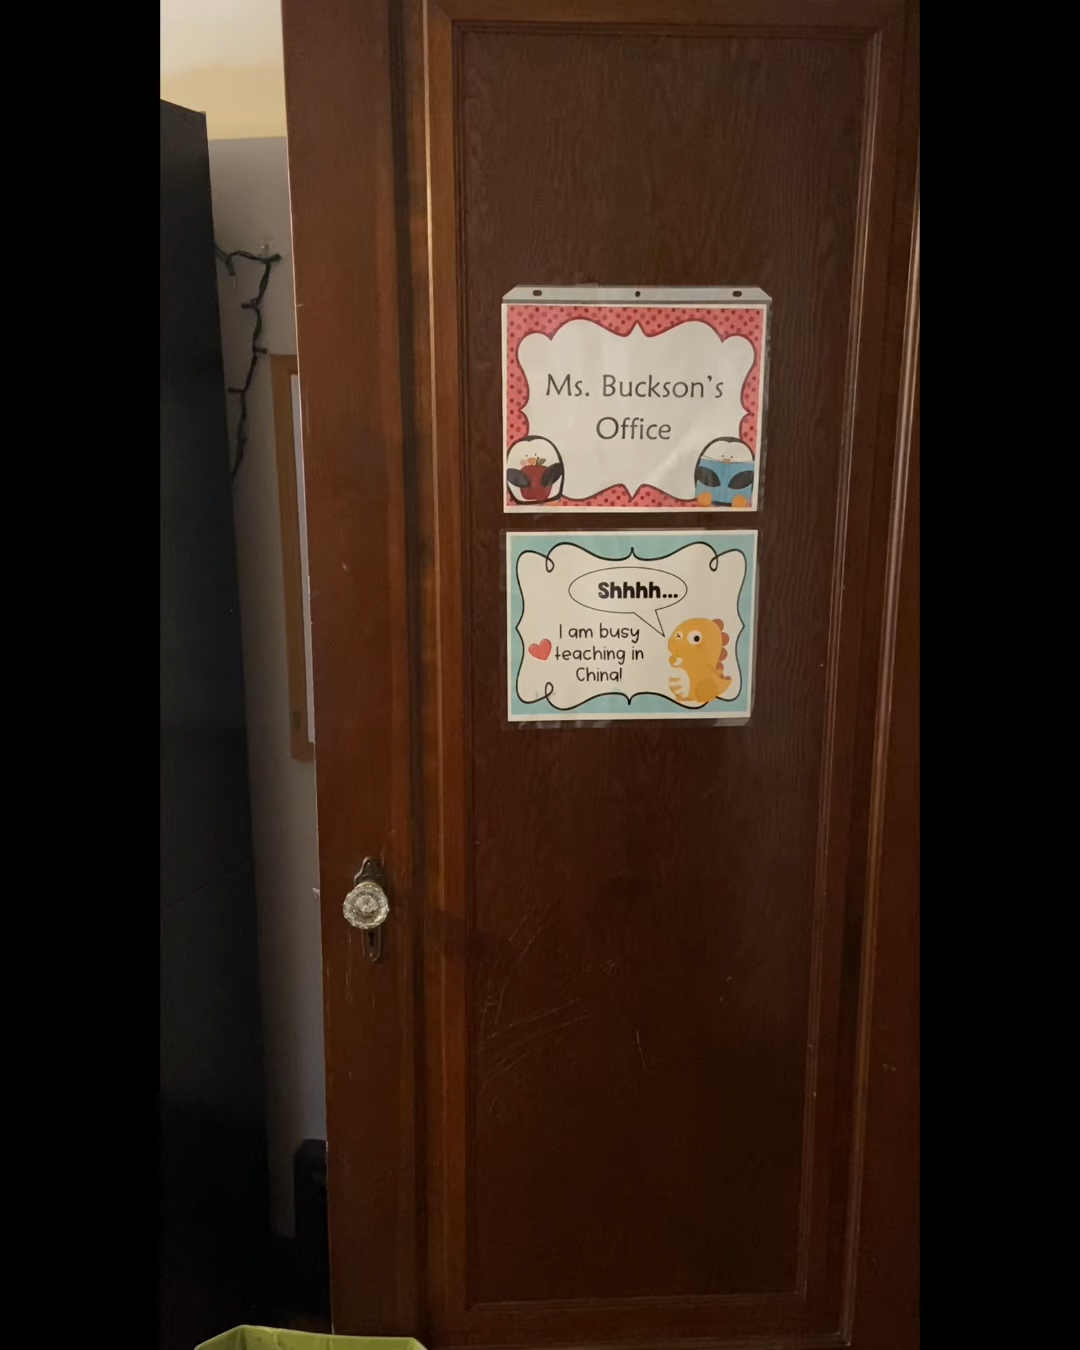 Ms. Buckson's
Office
Shhhh...
I am busy
teaching in
China!